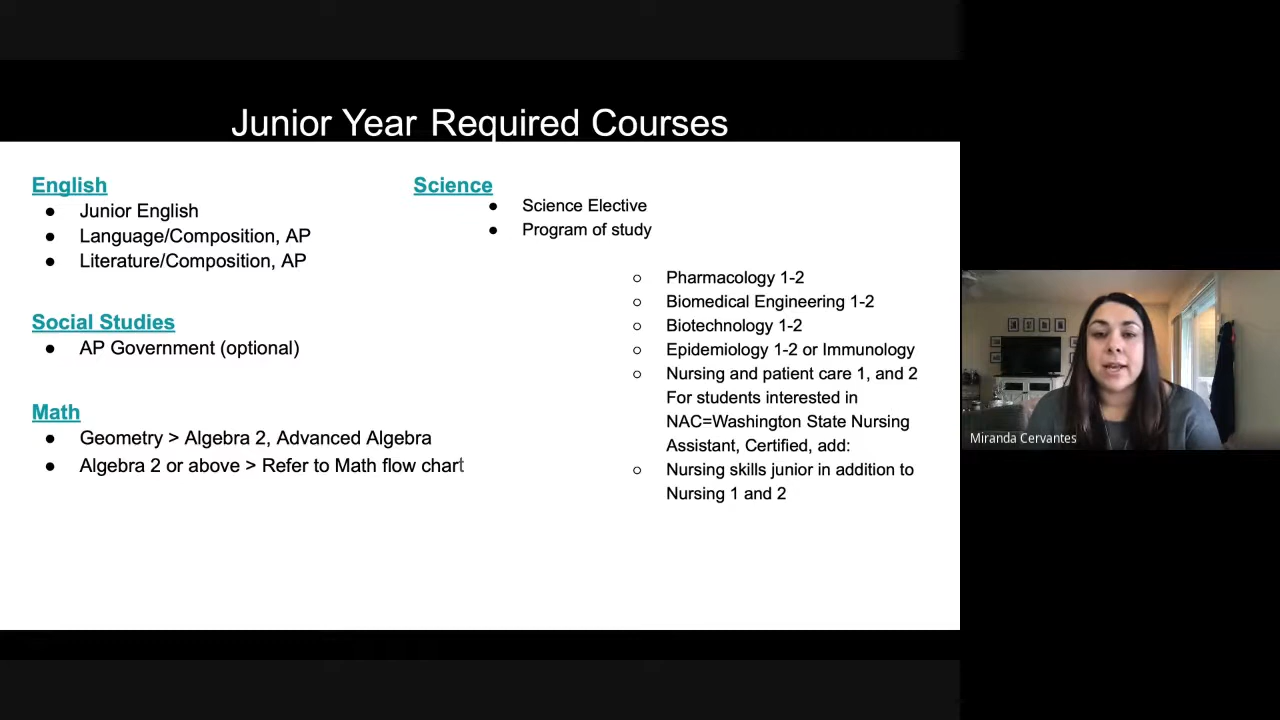 Junior Year Required Courses
English
● Junior English
● Language/Composition, AP
● Literature/Composition, AP
Social Studies
● AP Government (optional)
Math
● Geometry > Algebra 2, Advanced Algebra
● Algebra 2 or above > Refer to Math flow chart
Science
● Science Elective
● Program of study
○ Pharmacology 1-2
○ Biomedical Engineering 1-2
○ Biotechnology 1-2
○ Epidemiology 1-2 or Immunology
○ Nursing and patient care 1, and 2
For students interested in
NAC=Washington State Nursing
Assistant, Certified, add:
○ Nursing skills junior in addition to
Nursing 1 and 2
Miranda Cervantes